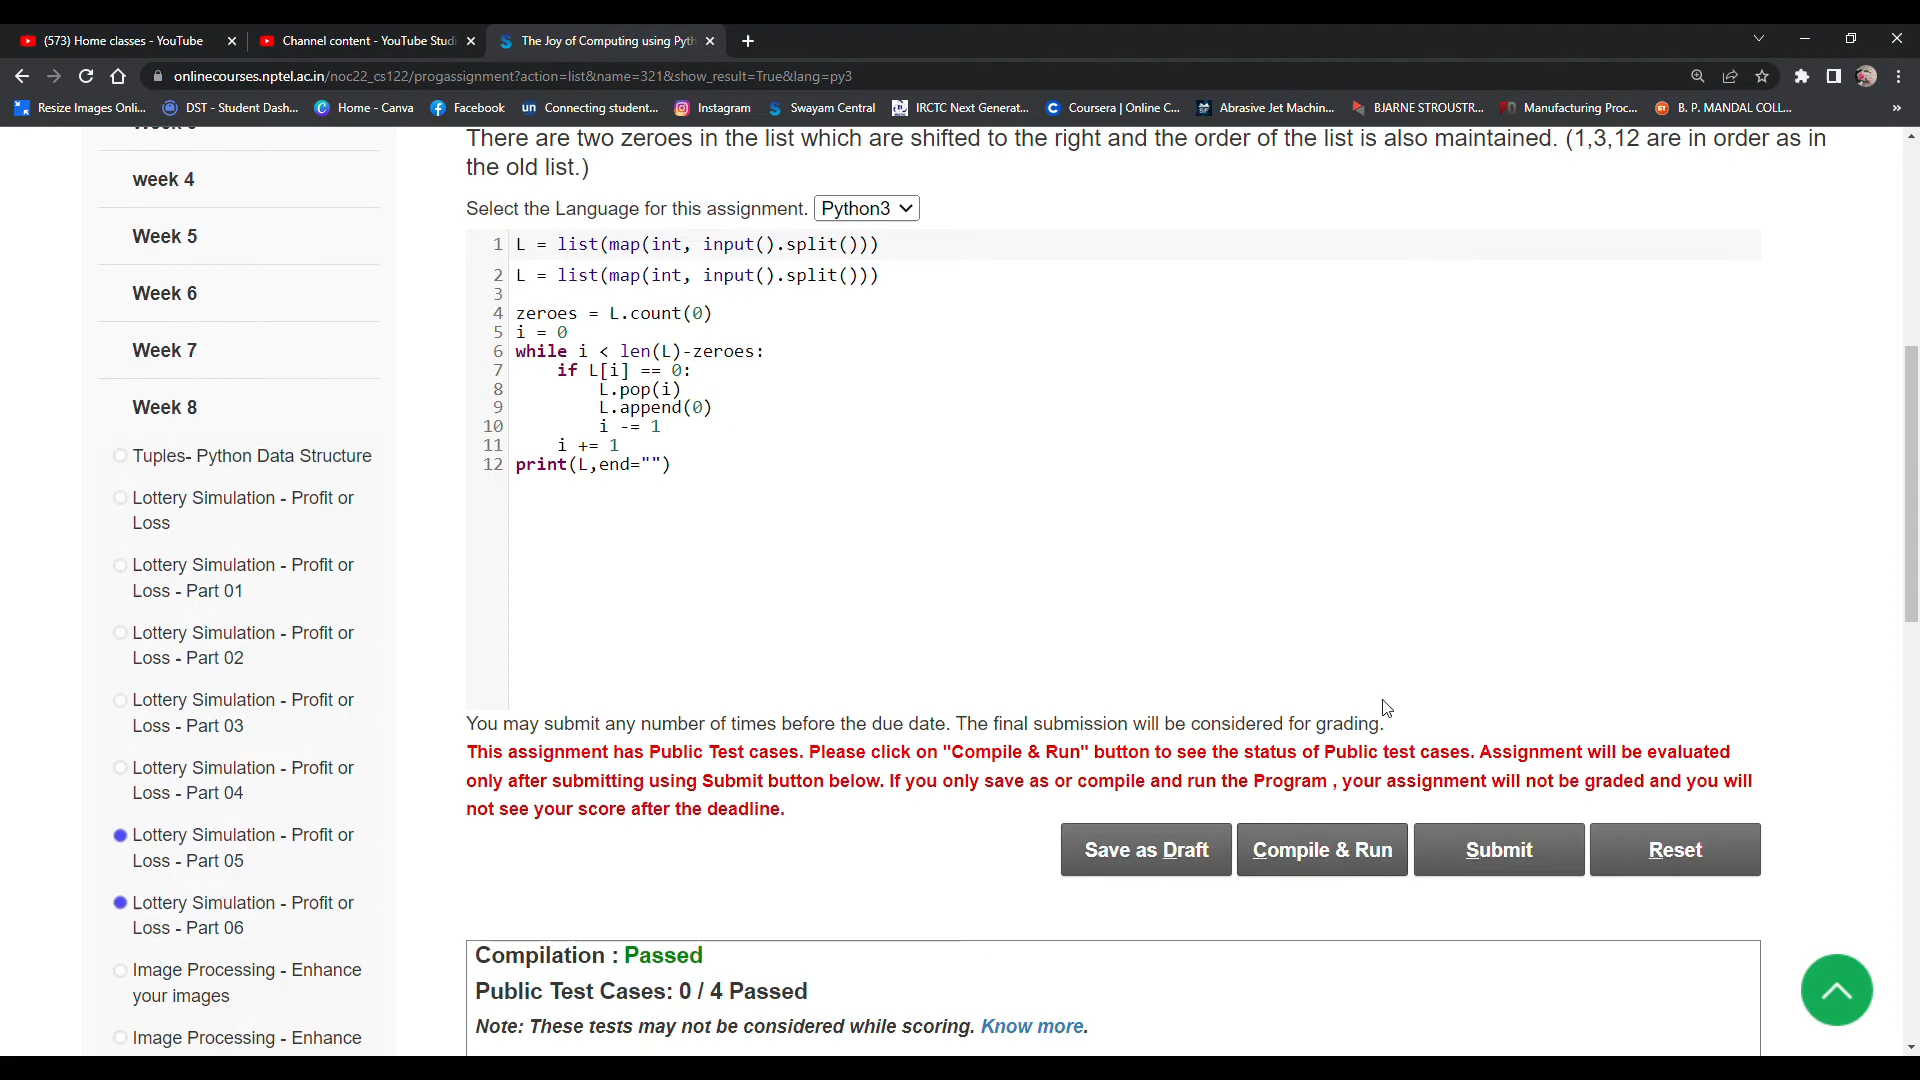 (573) Home classes - YouTube
Channel content - YouTube Studi
The Joy of Computing using Pyth
onlinecourses.nptel.ac.in/noc22_cs122/progassignment?action=list&name=321&show_result=True&lang=py3
Resize Images Onli...
DST - Student Dash...
Home - Canva
Facebook
un Connecting student...
Instagram
Swayam Central
IRCTC Next Generat...
Coursera | Online C...
Abrasive Jet Machin...
BJARNE STROUSTR...
Manufacturing Proc...
B. P. MANDAL COLL...
»
week 4
Week 5
Week 6
Week 7
Week 8
Tuples- Python Data Structure
Lottery Simulation - Profit or
Loss
Lottery Simulation - Profit or
Loss - Part 01
Lottery Simulation - Profit or
Loss - Part 02
Lottery Simulation - Profit or
Loss - Part 03
Lottery Simulation - Profit or
Loss - Part 04
Lottery Simulation - Profit or
Loss - Part 05
Lottery Simulation - Profit or
Loss - Part 06
Image Processing - Enhance
your images
Image Processing - Enhance
There are two zeroes in the list which are shifted to the right and the order of the list is also maintained. (1,3,12 are in order as in
the old list.)
Select the Language for this assignment. Python3
1 L = list(map(int, input().split()))
2 L = list(map(int, input().split()))
3
4 zeroes = L.count(0)
5 i = 0
6 while i < len(L)-zeroes:
7     if L[i] == 0:
8         L.pop(i)
9         L.append(0)
10         i -= 1
11     i += 1
12 print(L,end="")
You may submit any number of times before the due date. The final submission will be considered for grading.
This assignment has Public Test cases. Please click on "Compile & Run" button to see the status of Public test cases. Assignment will be evaluated
only after submitting using Submit button below. If you only save as or compile and run the Program , your assignment will not be graded and you will
not see your score after the deadline.
Save as Draft
Compile & Run
Submit
Reset
Compilation : Passed
Public Test Cases: 0 / 4 Passed
Note: These tests may not be considered while scoring. Know more.